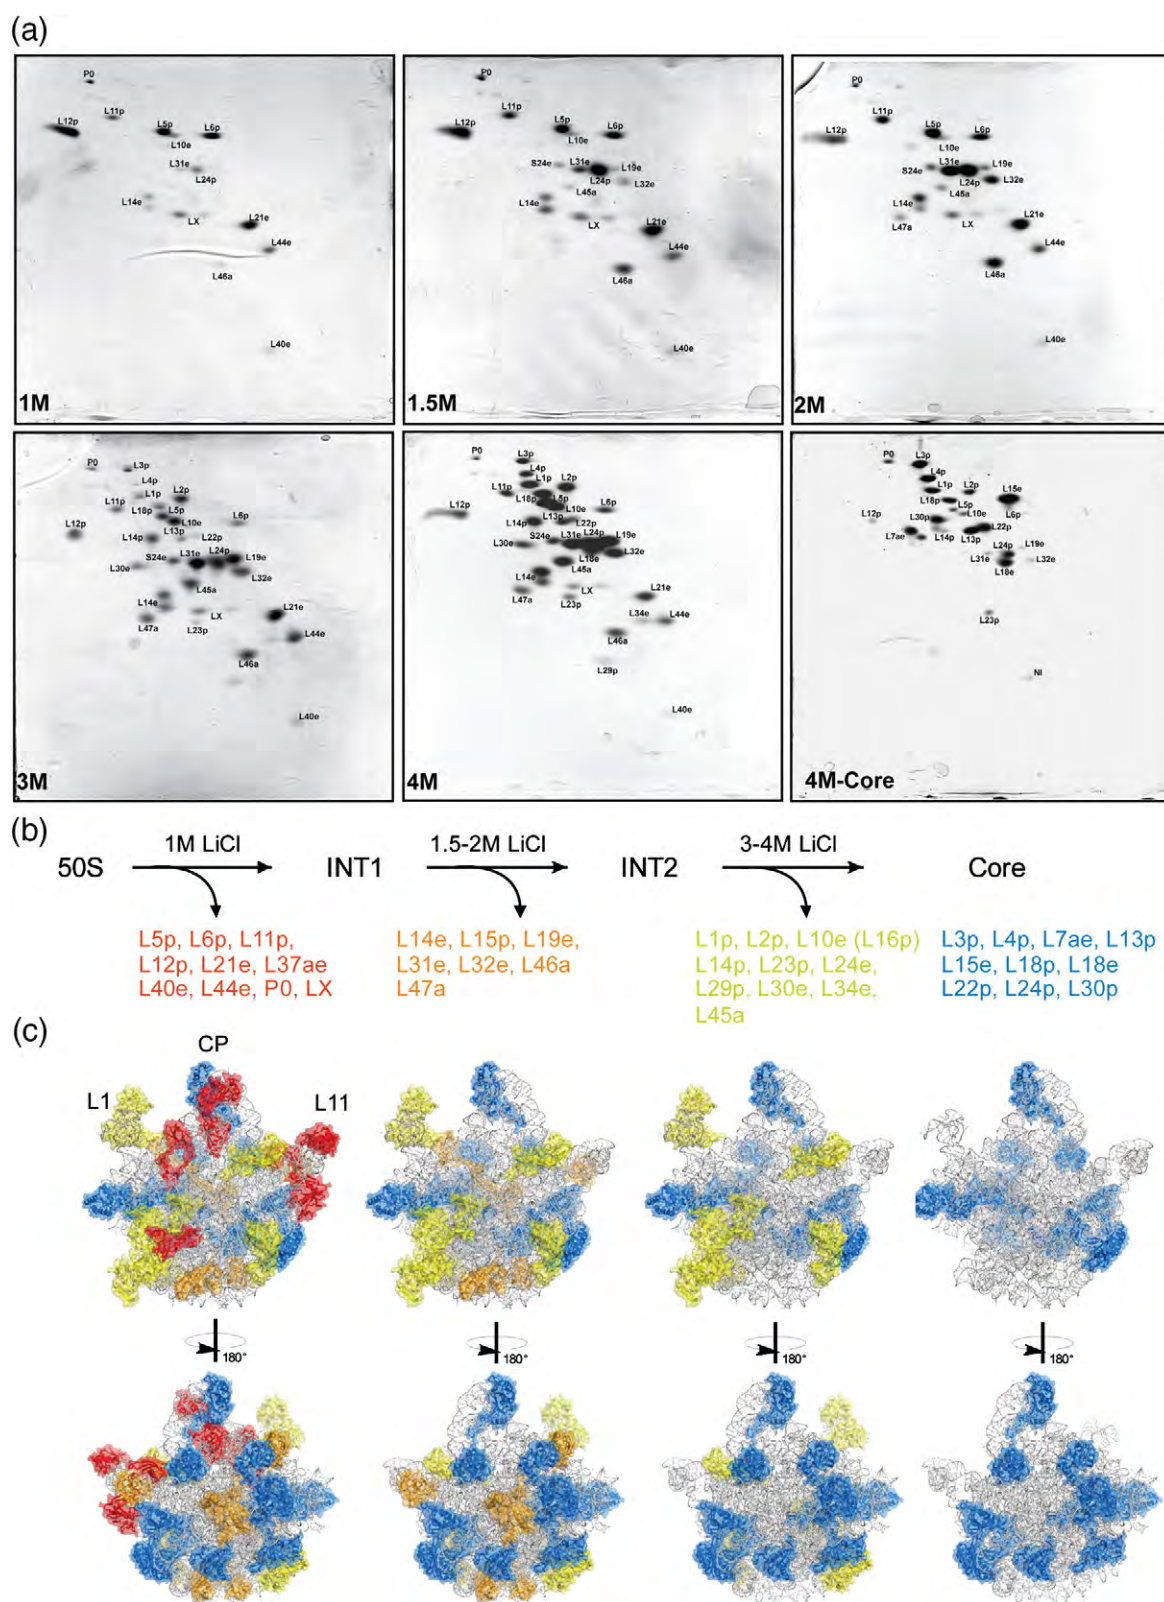 (a)
P0
L11p
L12p
L5p
L6p
L10e
L31e
L24p
L14e
LX
L21e
L44e
L46a
L40e
1M
P0
L11p
L12p
L5p
L6p
L10e
S24e
L31e
L19e
L24p
L32e
L45a
L14e
LX
L21e
L44e
L46a
L40e
1.5M
P0
L11p
L12p
L5p
L6p
L10e
S24e
L31e
L19e
L24p
L32e
L45a
L14e
L47a
LX
L21e
L44e
L46a
L40e
2M
P0
L3p
L4p
L1p
L2p
L11p
L18p
L5p
L12p
L10e
L6p
L13p
L14p
L22p
S24e
L31e
L24p
L19e
L30e
L32e
L45a
L14e
LX
L21e
L47a
L23p
L44e
L46a
L40e
3M
P0
L3p
L4p
L1p
L2p
L11p
L18p
L5p
L12p
L10e
L6p
L13p
L14p
L22p
L30e
S24e
L31e
L24p
L19e
L18e
L32e
L45a
L14e
LX
L21e
L47a
L23p
L34e
L44e
L46a
L29p
L40e
4M
P0
L3p
L4p
L1p
L2p
L15e
L18p
L5p
L6p
L12p
L30p
L10e
L22p
L7ae
L13p
L24p
L19e
L31e
L18e
L32e
L23p
NI
4M-Core
(b)
1M LiCl
1.5-2M LiCl
3-4M LiCl
50S
INT1
INT2
Core
L5p, L6p, L11p,
L12p, L21e, L37ae
L40e, L44e, P0, LX
L14e, L15p, L19e,
L31e, L32e, L46a
L47a
L1p, L2p, L10e (L16p)
L14p, L23p, L24e,
L29p, L30e, L34e,
L45a
L3p, L4p, L7ae, L13p
L15e, L18p, L18e
L22p, L24p, L30p
(c)
CP
L1
L11
180°
180°
180°
180°